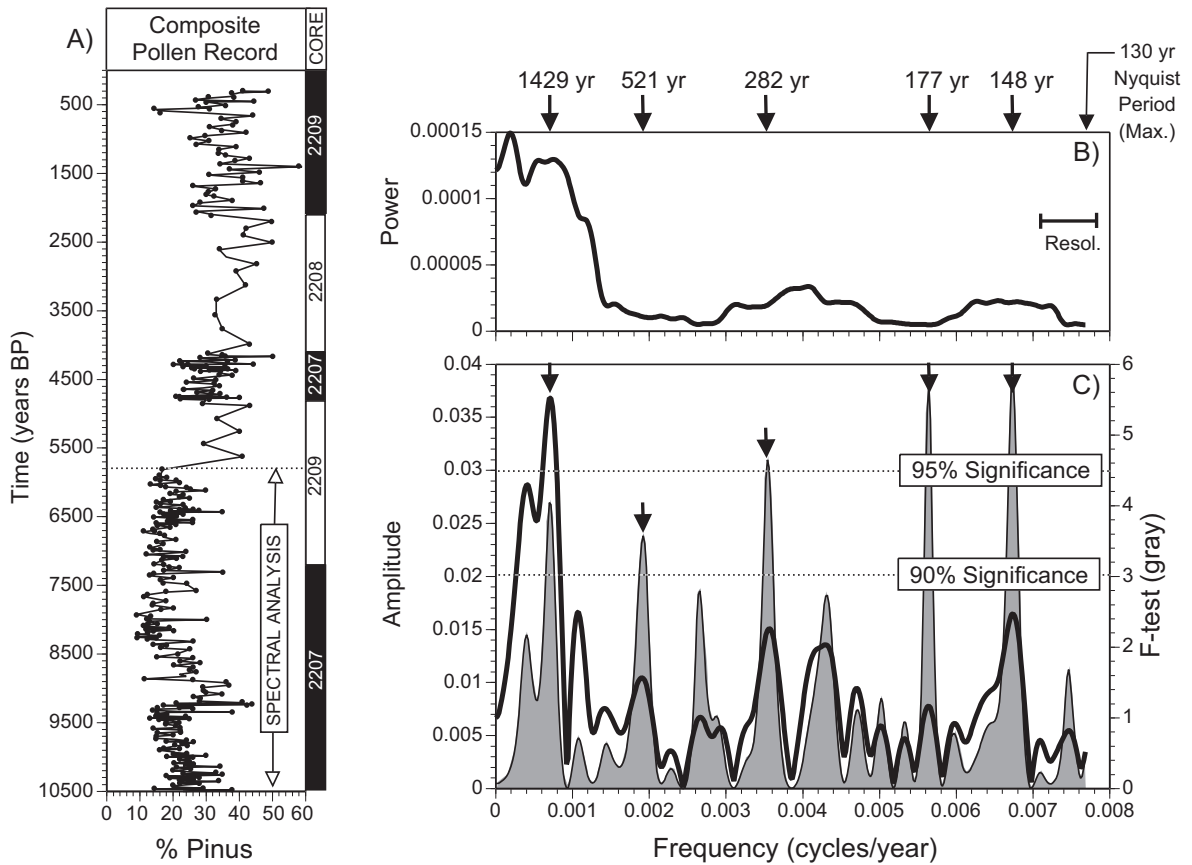 A)
Composite
Pollen Record
CORE
500
1500
2500
3500
4500
5500
6500
7500
8500
9500
10500
Time (years BP)
0 10 20 30 40 50 60
% Pinus
2209
2208
2207
2209
2207
SPECTRAL ANALYSIS
1429 yr
521 yr
282 yr
177 yr
148 yr
130 yr
Nyquist
Period
(Max.)
B)
0.00015
0.0001
0.00005
0
Power
Resol.
C)
0.04
0.035
0.03
0.025
0.02
0.015
0.01
0.005
0
Amplitude
95% Significance
90% Significance
6
5
4
3
2
1
0
F-test (gray)
0 0.001 0.002 0.003 0.004 0.005 0.006 0.007 0.008
Frequency (cycles/year)